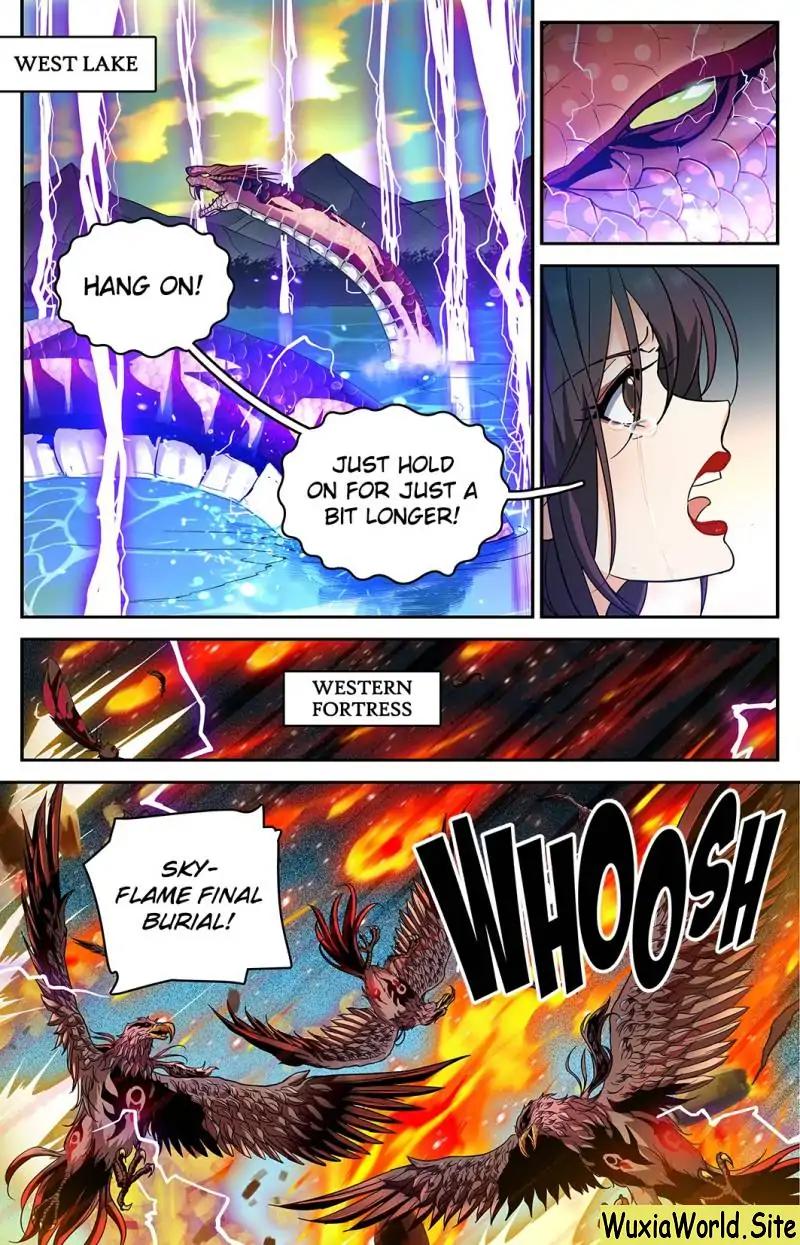 WEST LAKE
HANG ON!
JUST HOLD
ON FOR JUST A
BIT LONGER!
WESTERN
FORTRESS
SKY-
FLAME FINAL
BURIAL!
WHOOSH
WuxiaWorld.Site